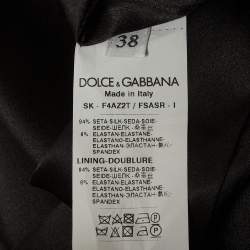 38
DOLCE & GABBANA
Made in Italy
SK - F4AZ2T / FSASR - I
94% -SETA-SILK-SEDA-SOIE-
SEIDE-ШЕЛК-
6% -ELASTAN-ELASTANE-
ELASTANO-ELASTHANNE-
ELASTHAN-ЭЛАСТАН-
SPANDEX
LINING-DOUBLURE
94% -SETA-SILK-SEDA-SOIE-
SEIDE-ШЕЛК-
6% -ELASTAN-ELASTANE-
ELASTANO-ELASTHANNE-
ELASTHAN-ЭЛАСТАН-
SPANDEX